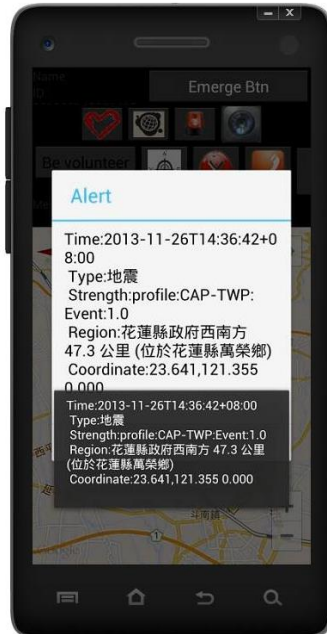 Name
ID
Emerge Btn
Be volunteer
Alert
Time:2013-11-26T14:36:42+0
8:00
Type:地震
Strength:profile:CAP-TWP:
Event:1.0
Region:花蓮縣政府西南方
47.3 公里 (位於花蓮縣萬榮鄉)
Coordinate:23.641,121.355
0.000
Time:2013-11-26T14:36:42+08:00
Type:地震
Strength:profile:CAP-TWP:Event:1.0
Region:花蓮縣政府西南方 47.3 公里
(位於花蓮縣萬榮鄉)
Coordinate:23.641,121.355 0.000
斗南鎮
1